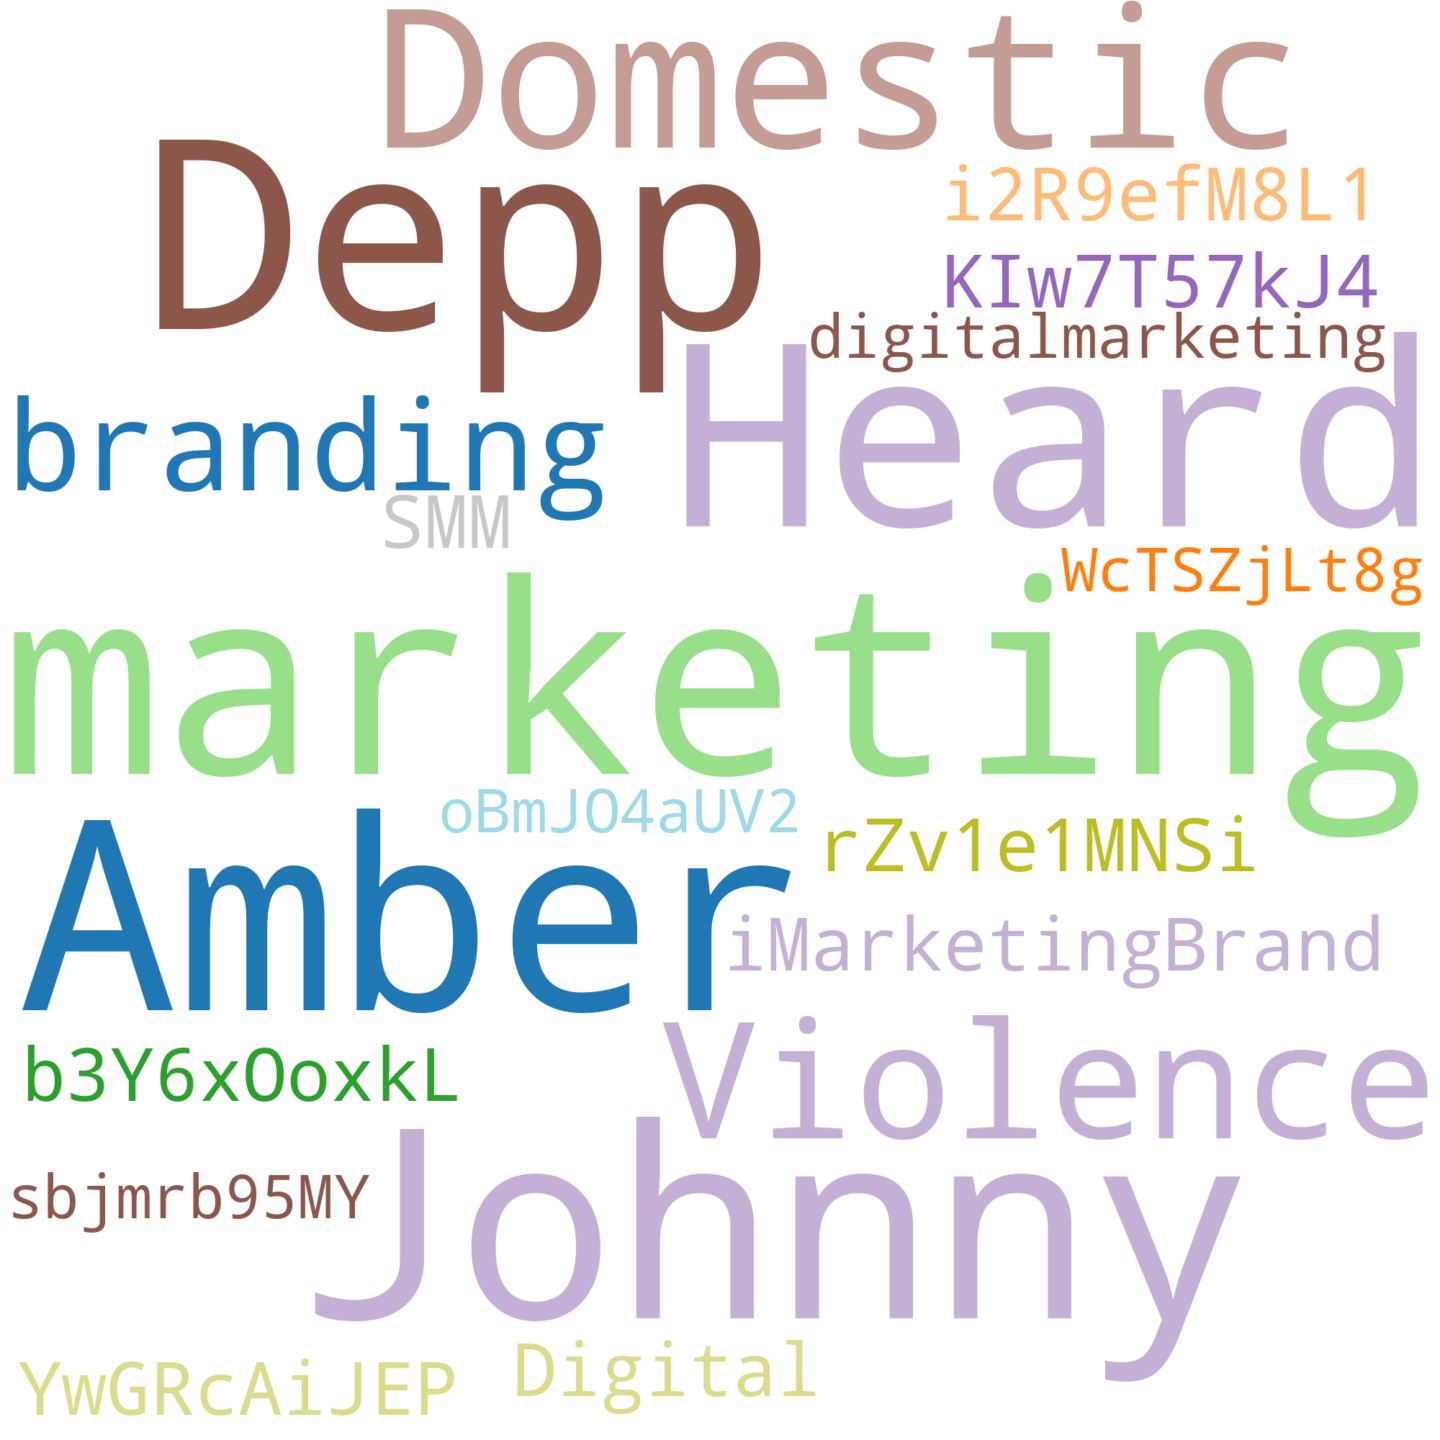 Domestic
Depp
i2R9efM8L1
KIw7T57kJ4
digitalmarketing
Heard
branding
SMM
WcTSZjLt8g
marketing
oBmJO4aUV2
rZv1e1MNSi
Amber
iMarketingBrand
Violence
b3Y6xOoxkL
Johnny
sbjmrb95MY
Digital
YwGRcAiJEP